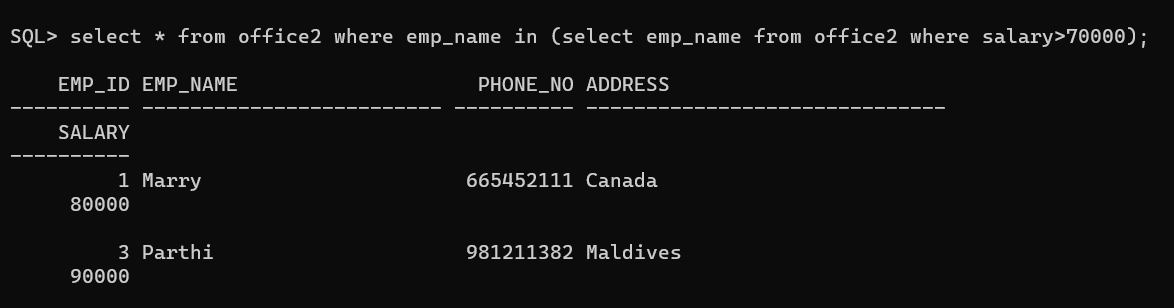 SQL> select * from office2 where emp_name in (select emp_name from office2 where salary>70000);
    EMP_ID EMP_NAME                    PHONE_NO ADDRESS
---------- ------------------------- ---------- ------------------------------
    SALARY
----------
         1 Marry                      665452111 Canada
     80000
         3 Parthi                     981211382 Maldives
     90000